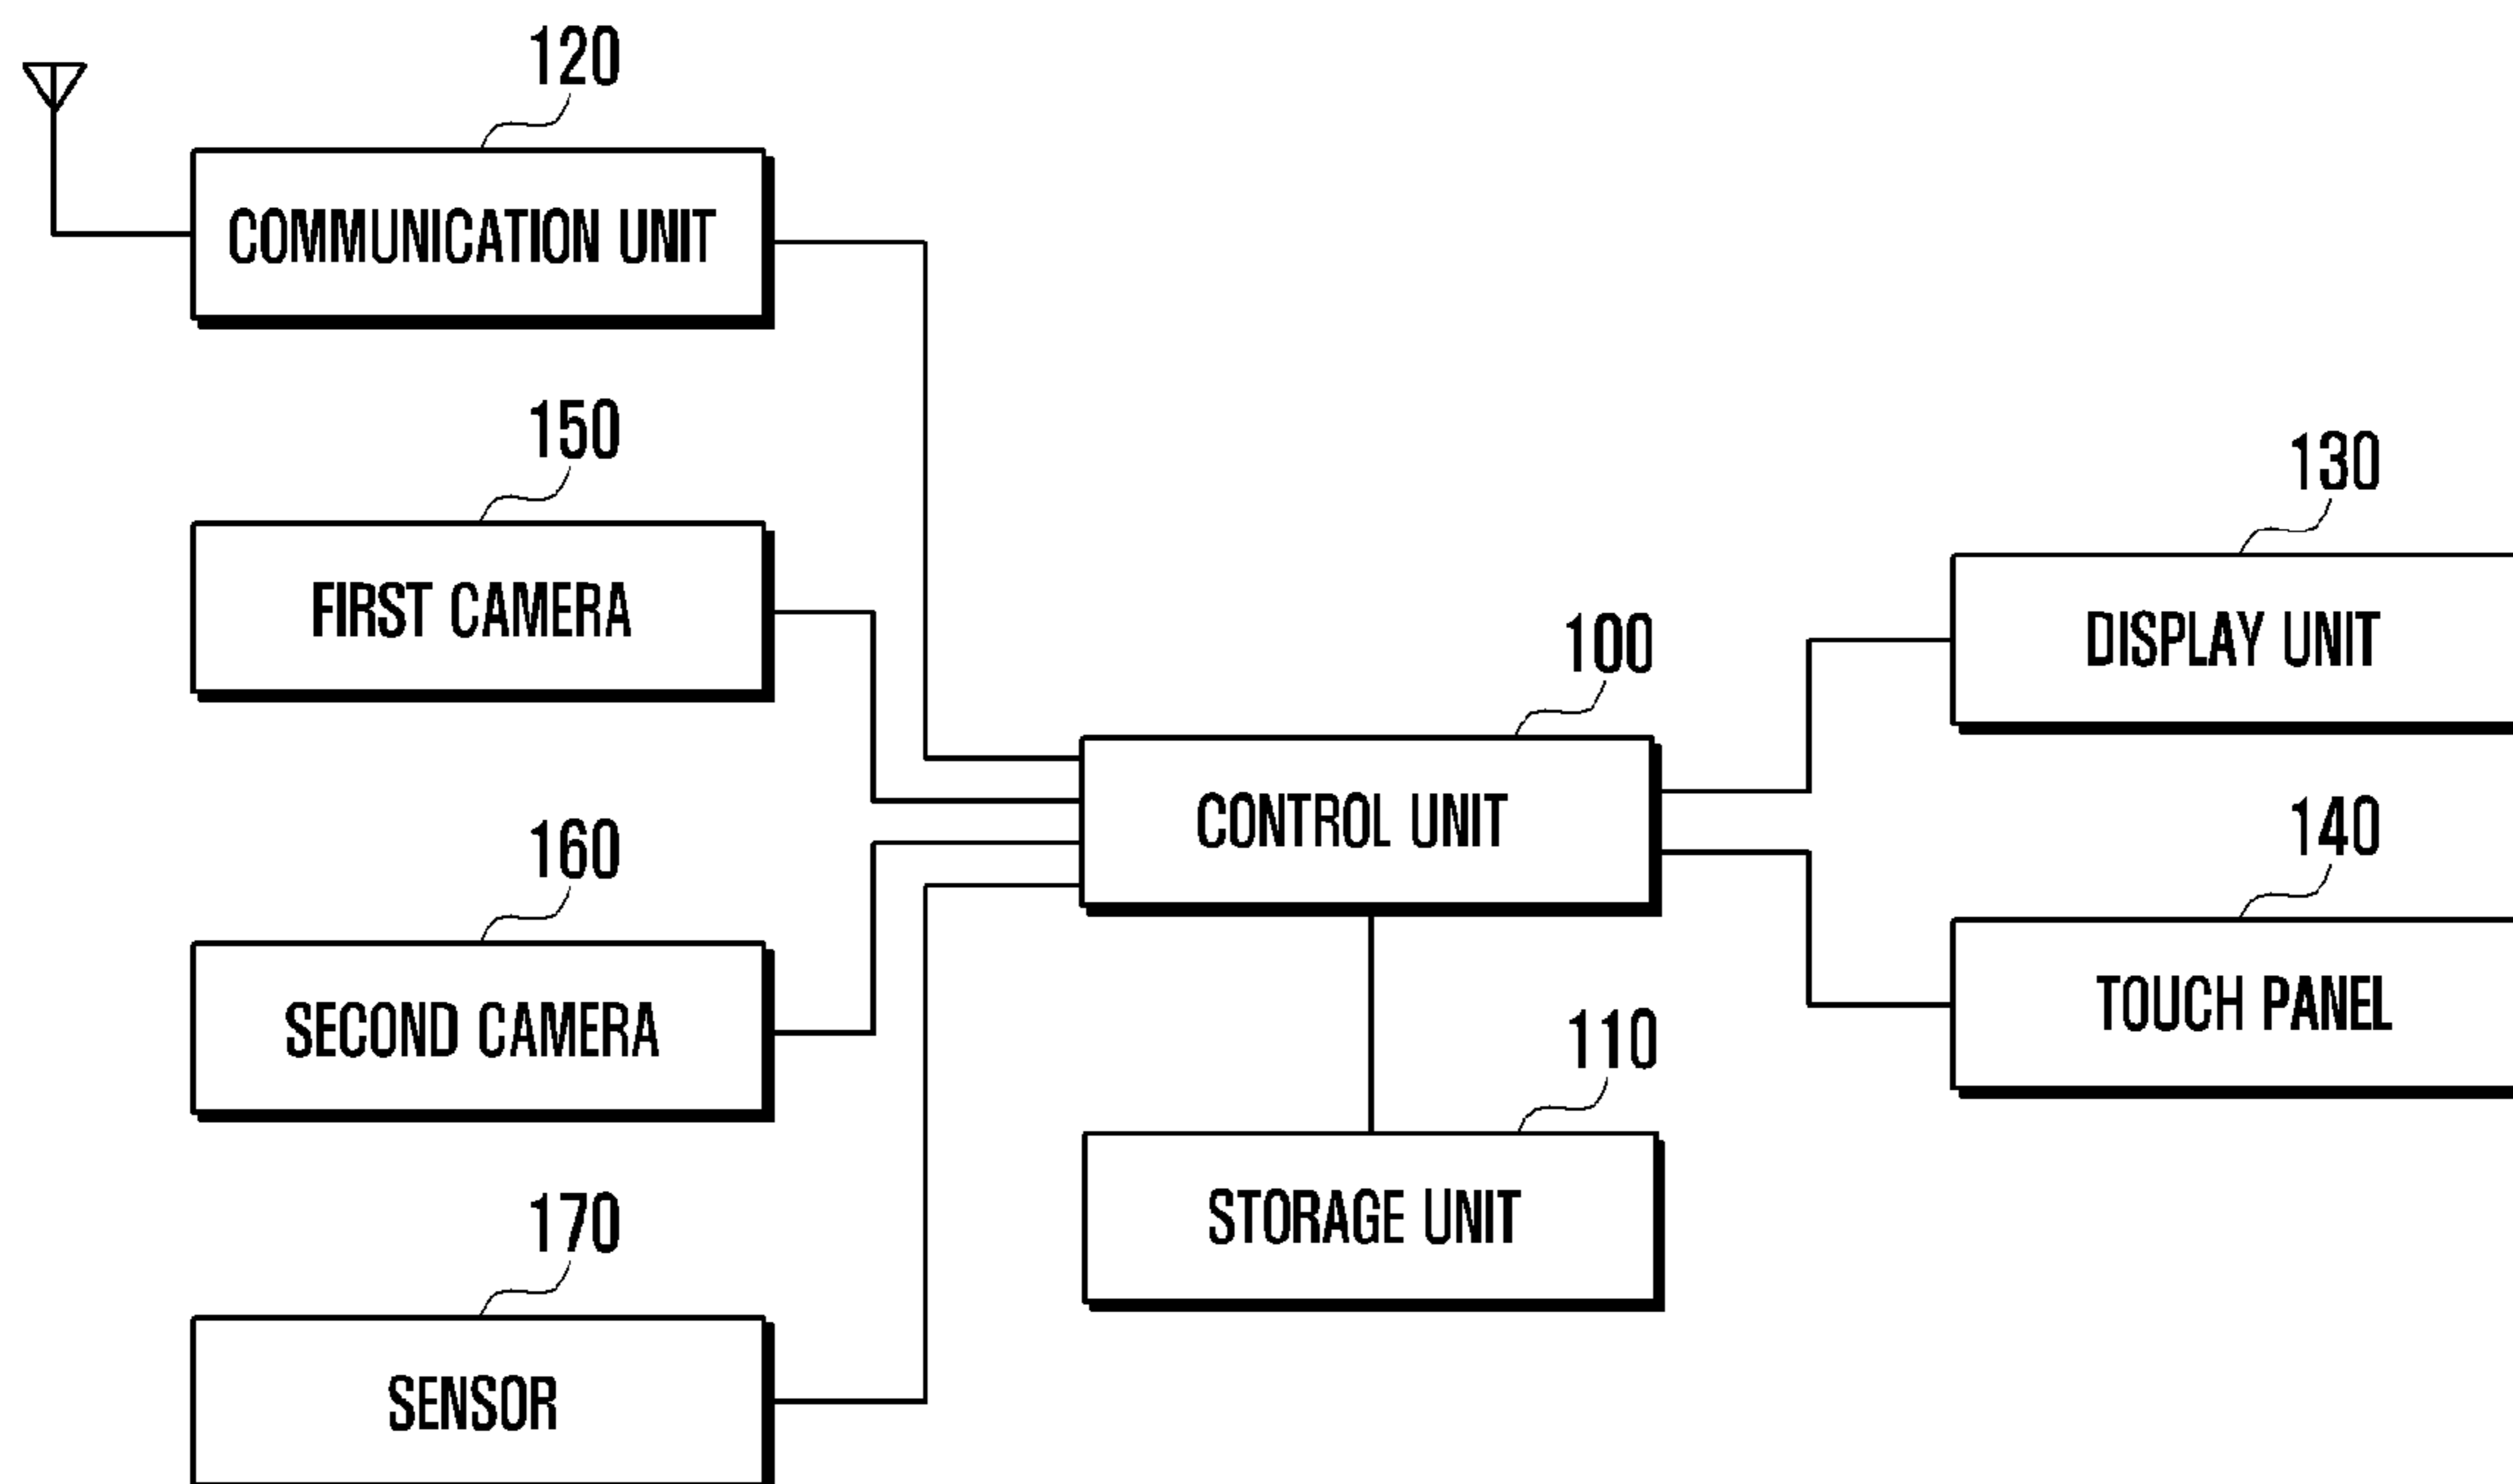 120
COMMUNICATION UNIT
150
FIRST CAMERA
130
DISPLAY UNIT
100
CONTROL UNIT
160
SECOND CAMERA
140
TOUCH PANEL
110
STORAGE UNIT
170
SENSOR